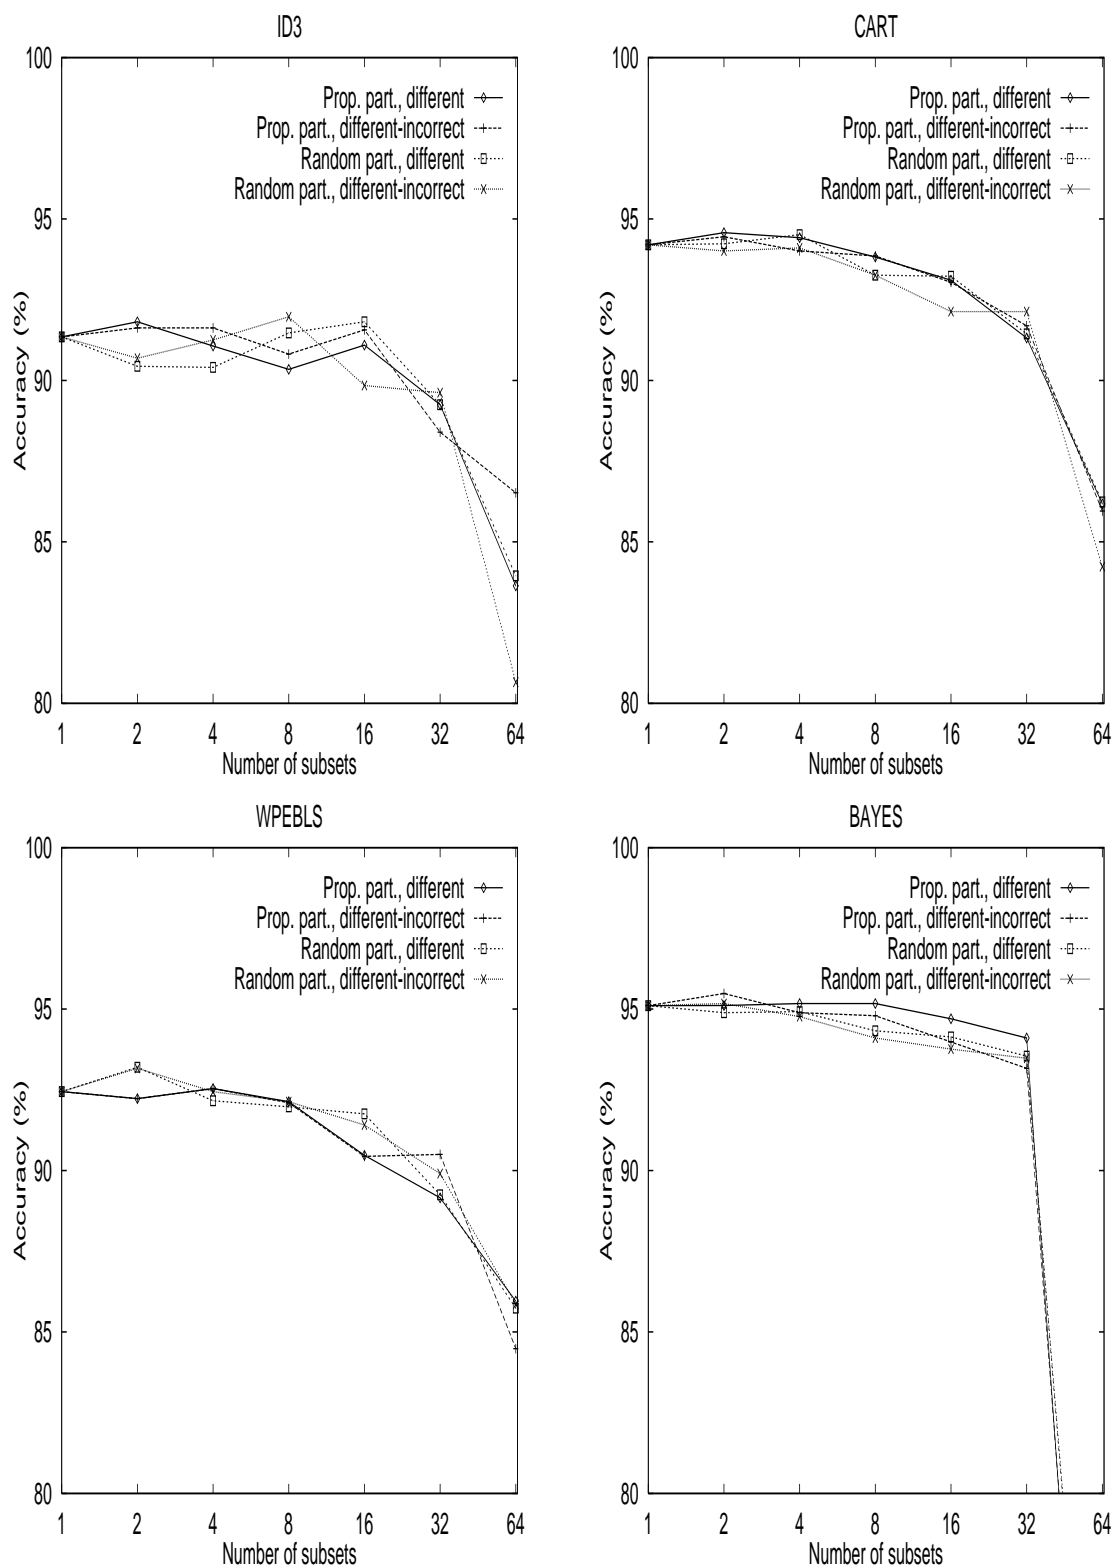 ID3
100
95
90
85
80
Accuracy (%)
Prop. part., different
Prop. part., different-incorrect
Random part., different
Random part., different-incorrect
1 2 4 8 16 32 64
Number of subsets
CART
100
95
90
85
80
Accuracy (%)
Prop. part., different
Prop. part., different-incorrect
Random part., different
Random part., different-incorrect
1 2 4 8 16 32 64
Number of subsets
WPEBLS
100
95
90
85
80
Accuracy (%)
Prop. part., different
Prop. part., different-incorrect
Random part., different
Random part., different-incorrect
1 2 4 8 16 32 64
Number of subsets
BAYES
100
95
90
85
80
Accuracy (%)
Prop. part., different
Prop. part., different-incorrect
Random part., different
Random part., different-incorrect
1 2 4 8 16 32 64
Number of subsets